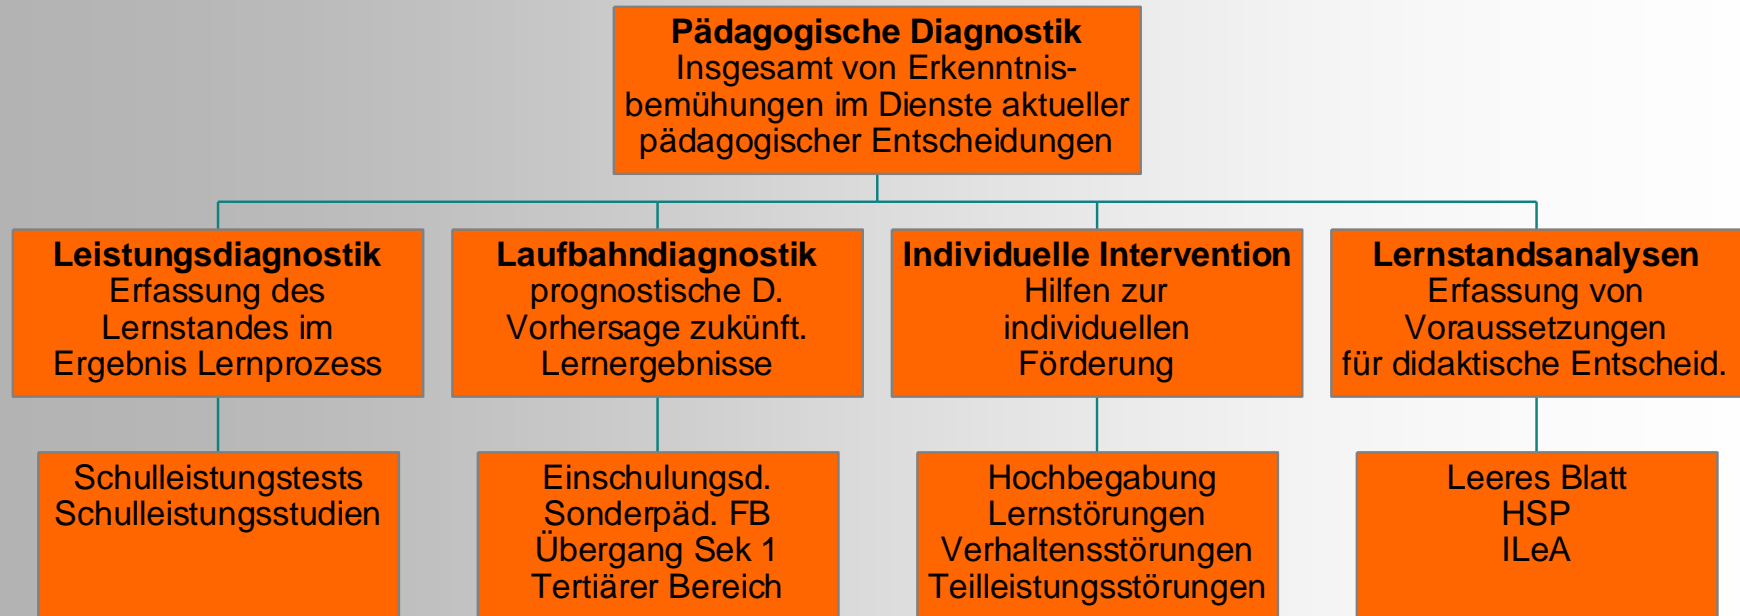 Pädagogische Diagnostik
Insgesamt von Erkenntnis-
bemühungen im Dienste aktueller
pädagogischer Entscheidungen
Leistungsdiagnostik
Erfassung des
Lernstandes im
Ergebnis Lernprozess
Laufbahndiagnostik
prognostische D.
Vorhersage zukünft.
Lernergebnisse
Individuelle Intervention
Hilfen zur
individuellen
Förderung
Lernstandsanalysen
Erfassung von
Voraussetzungen
für didaktische Entscheid.
Schulleistungstests
Schulleistungsstudien
Einschulungsd.
Sonderpäd. FB
Übergang Sek 1
Tertiärer Bereich
Hochbegabung
Lernstörungen
Verhaltensstörungen
Teilleistungsstörungen
Leeres Blatt
HSP
ILeA